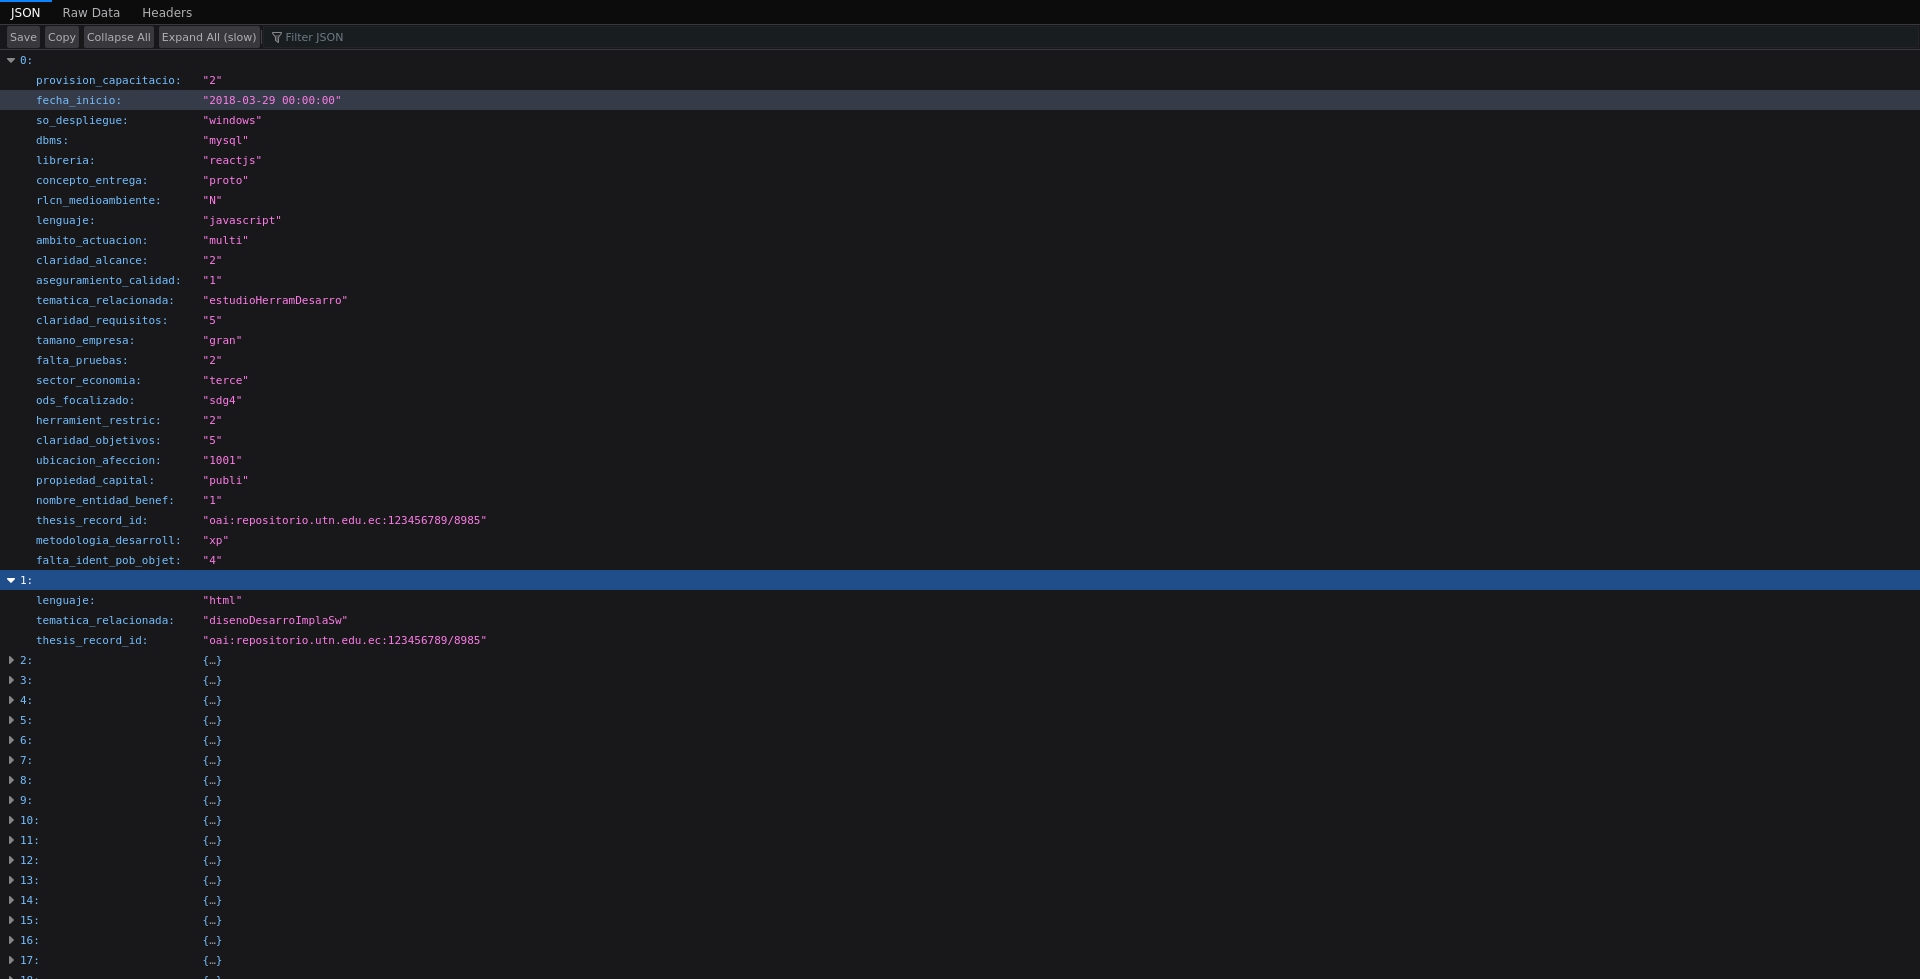 JSON Raw Data Headers
Save Copy Collapse All Expand All (slow) Filter JSON
0:
provision_capacitacio: "2"
fecha_inicio: "2018-03-29 00:00:00"
so_despliegue: "windows"
dbms: "mysql"
libreria: "reactjs"
concepto_entrega: "proto"
rlcn_medioambiente: "N"
lenguaje: "javascript"
ambito_actuacion: "multi"
claridad_alcance: "2"
aseguramiento_calidad: "1"
tematica_relacionada: "estudioHerramDesarro"
claridad_requisitos: "5"
tamano_empresa: "gran"
falta_pruebas: "2"
sector_economia: "terce"
ods_focalizado: "sdg4"
herramient_restric: "2"
claridad_objetivos: "5"
ubicacion_afeccion: "1001"
propiedad_capital: "publi"
nombre_entidad_benef: "1"
thesis_record_id: "oai:repositorio.utn.edu.ec:123456789/8985"
metodologia_desarroll: "xp"
falta_ident_pob_objet: "4"
1:
lenguaje: "html"
tematica_relacionada: "disenoDesarroImplaSw"
thesis_record_id: "oai:repositorio.utn.edu.ec:123456789/8985"
2: {…}
3: {…}
4: {…}
5: {…}
6: {…}
7: {…}
8: {…}
9: {…}
10: {…}
11: {…}
12: {…}
13: {…}
14: {…}
15: {…}
16: {…}
17: {…}